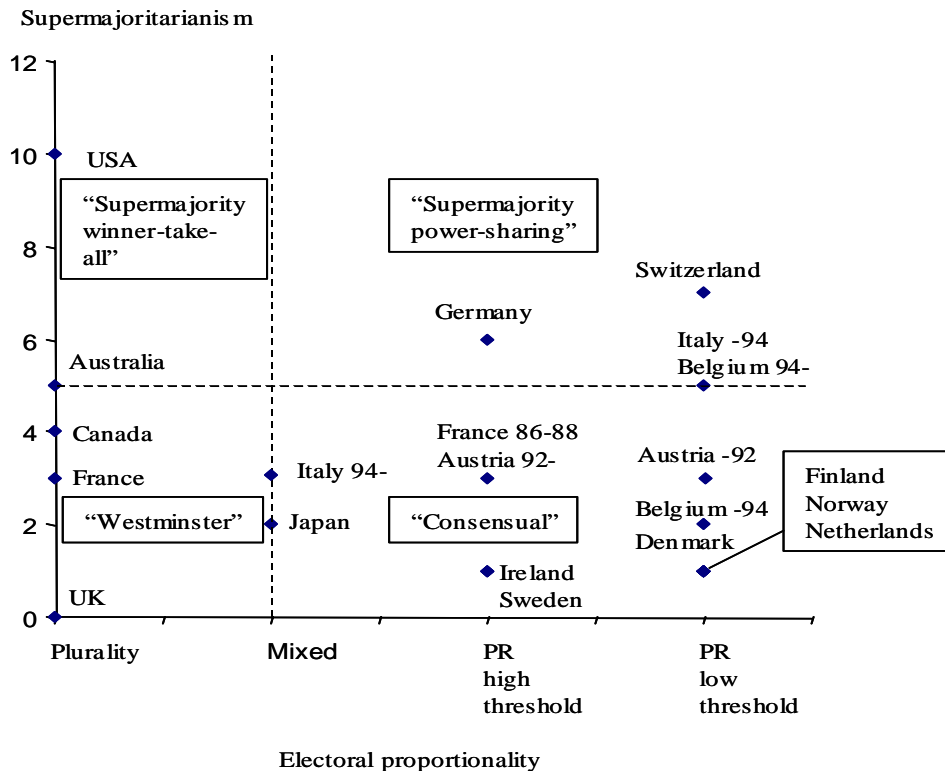 Supermajoritarianism
12
10
USA
“Supermajority
winner-take-
all”
“Supermajority
power-sharing”
8
Switzerland
Germany
6
Italy -94
Belgium 94-
Australia
4
Canada
France 86-88
Austria 92-
Austria -92
France
Italy 94-
Finland
Norway
Netherlands
2
“Westminster”
Japan
“Consensual”
Belgium -94
Denmark
Ireland
Sweden
UK
0
Plurality
Mixed
PR
high
threshold
PR
low
threshold
Electoral proportionality